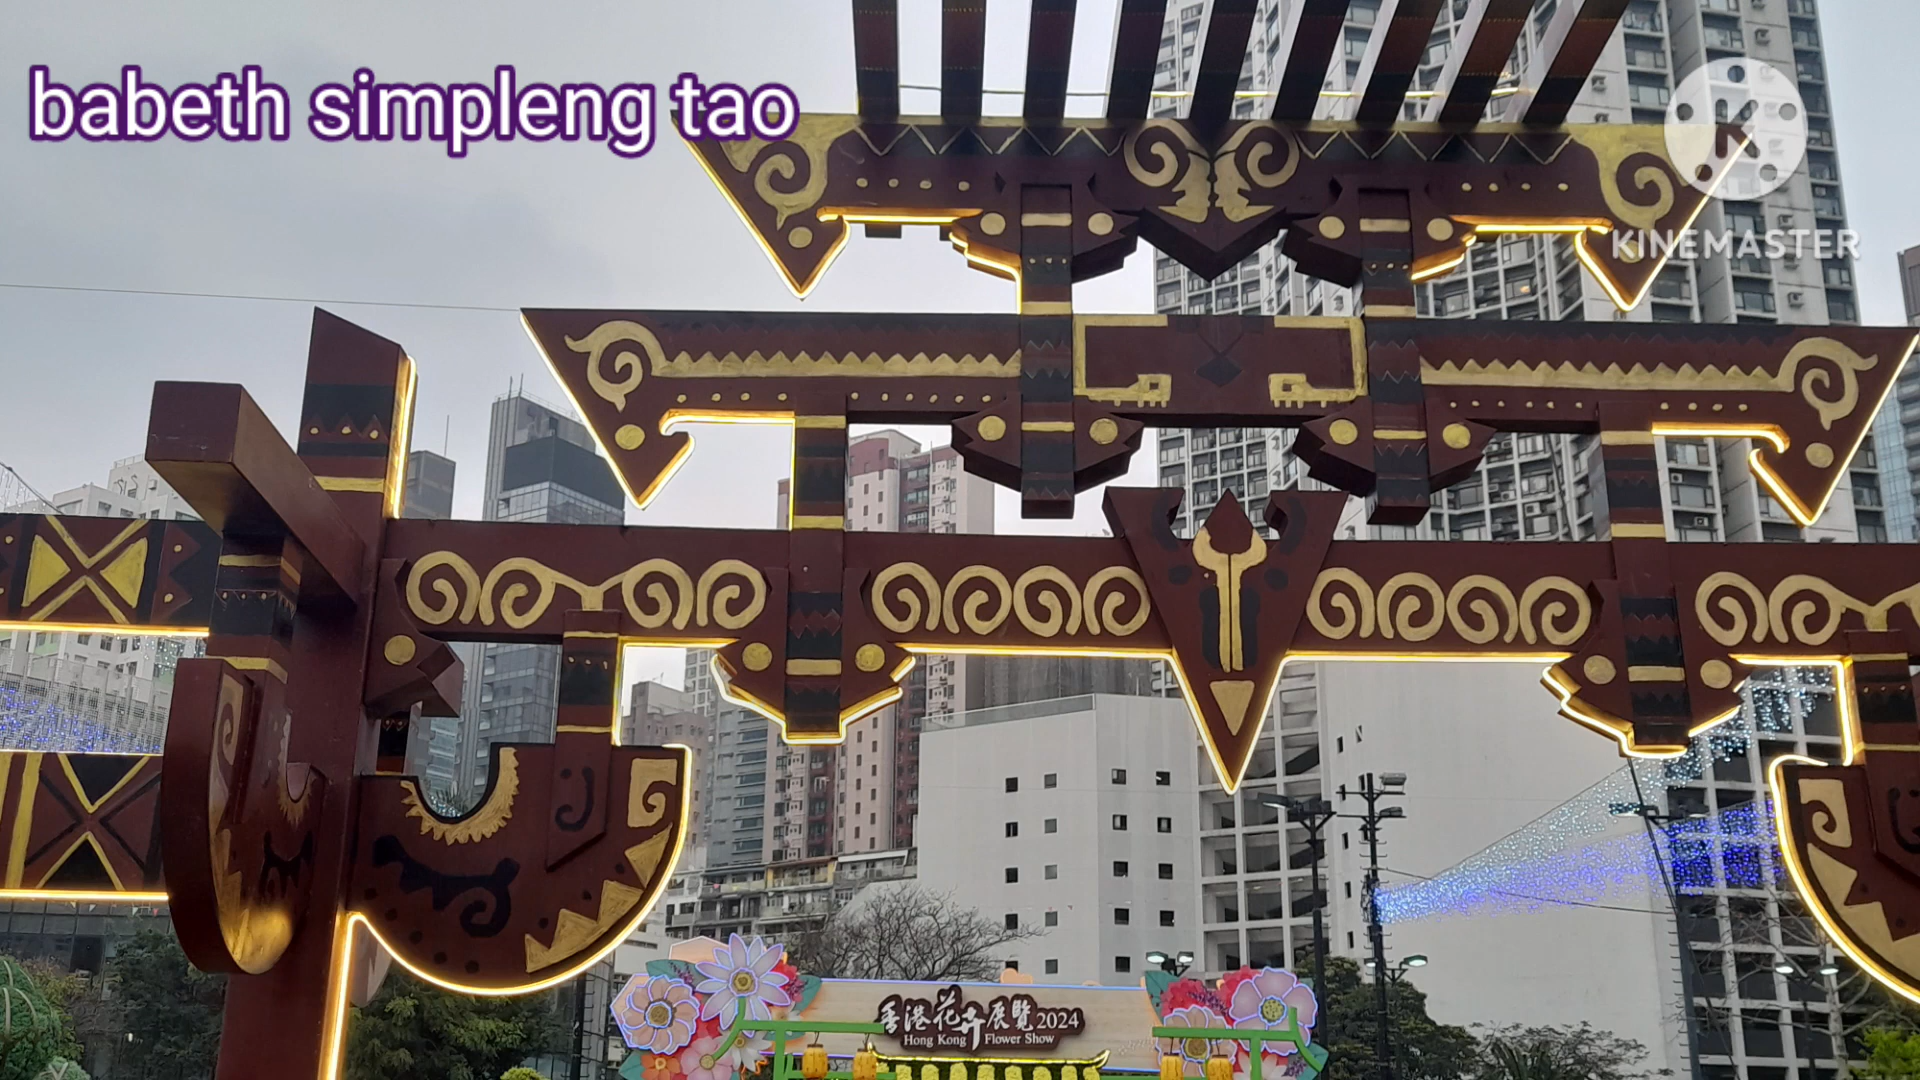 babeth simpleng tao
KINEMASTER
香港花卉展覽2024
Hong Kong Flower Show